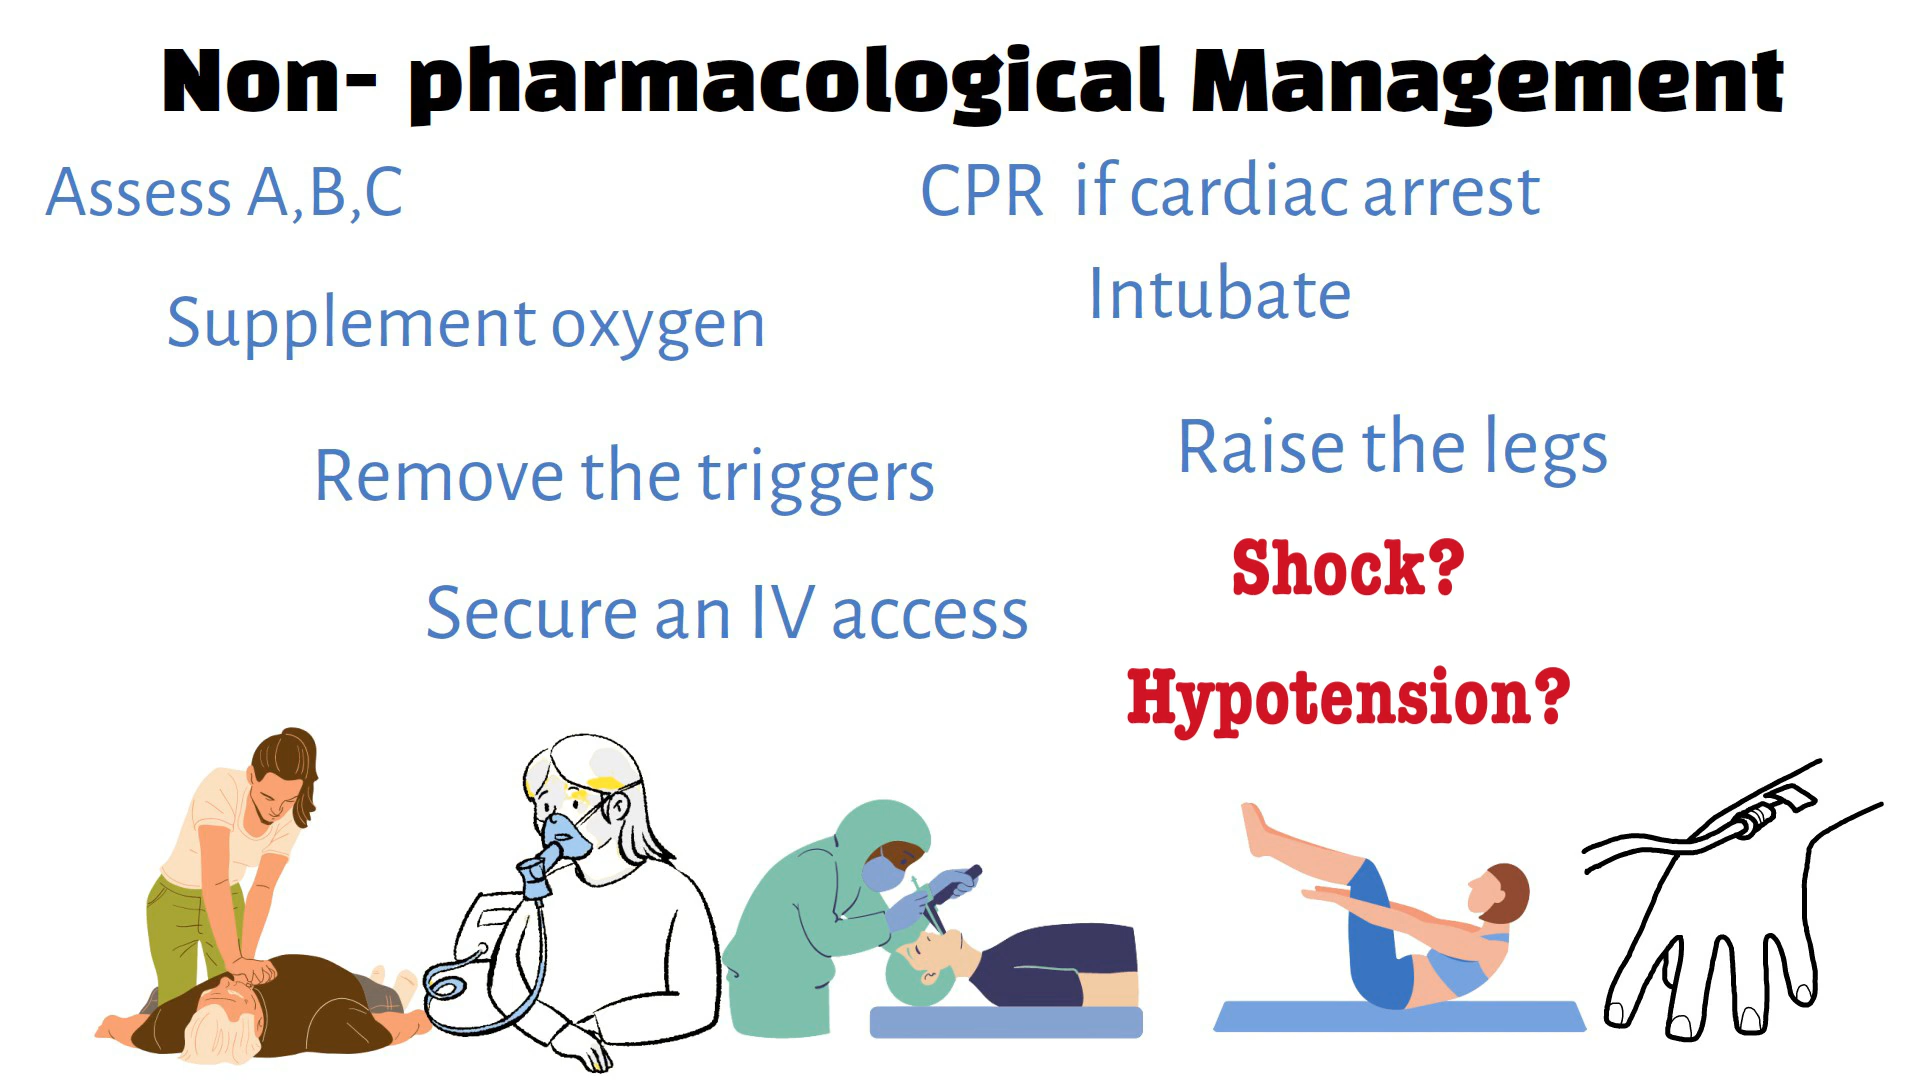 Non- pharmacological Management
Assess A,B,C
Supplement oxygen
Remove the triggers
Secure an IV access
CPR if cardiac arrest
Intubate
Raise the legs
Shock?
Hypotension?